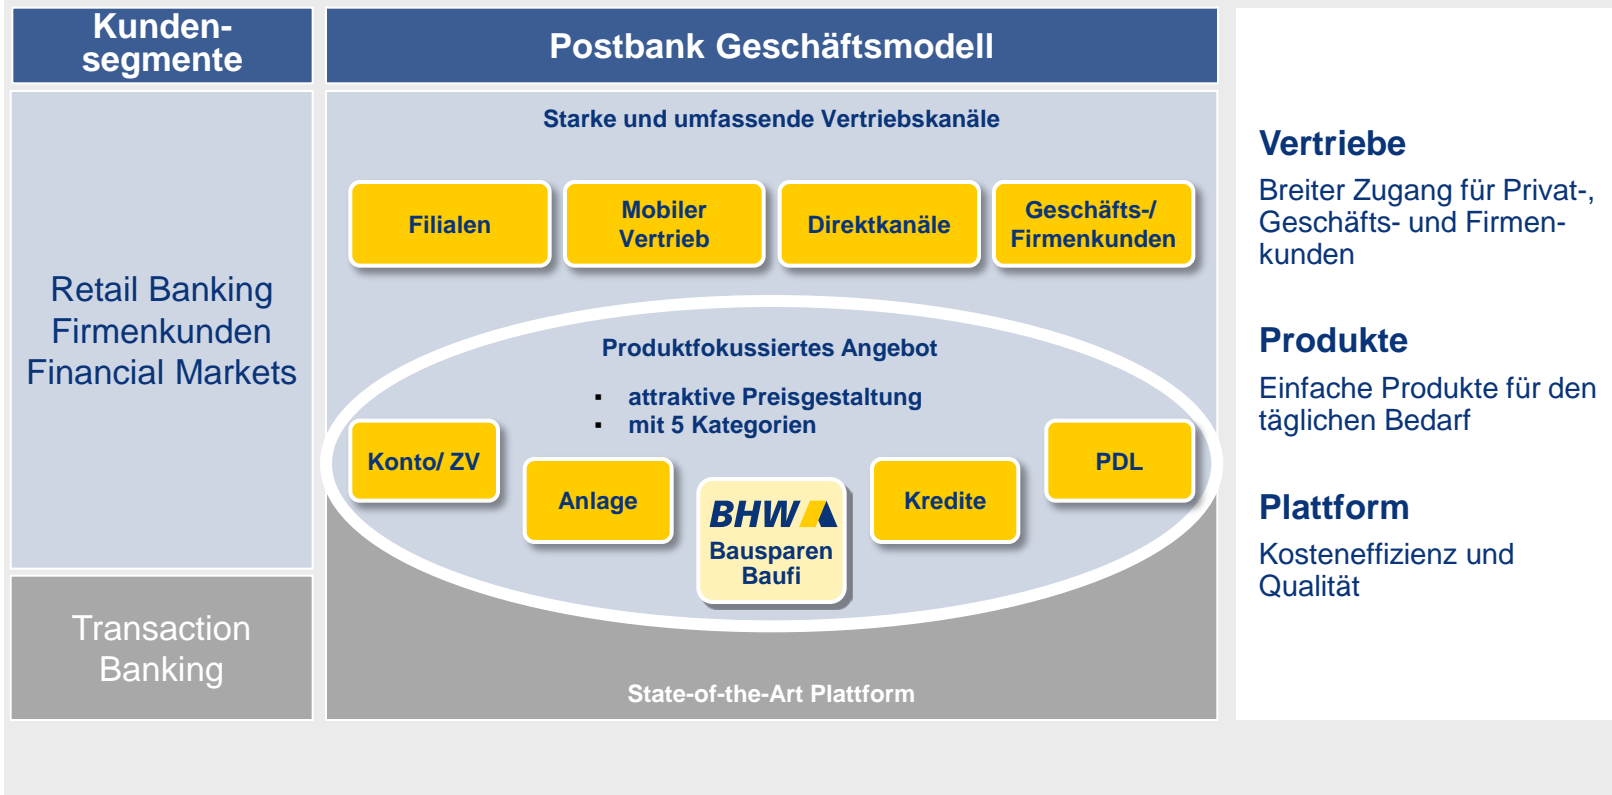 Kunden-
segmente
Postbank Geschäftsmodell
Retail Banking
Firmenkunden
Financial Markets
Transaction
Banking
Starke und umfassende Vertriebskanäle
Filialen
Mobiler
Vertrieb
Direktkanäle
Geschäfts-/
Firmenkunden
Produktfokussiertes Angebot
▪ attraktive Preisgestaltung
▪ mit 5 Kategorien
Konto/ ZV
Anlage
BHW
Bausparen
Baufi
Kredite
PDL
State-of-the-Art Plattform
Vertriebe
Breiter Zugang für Privat-,
Geschäfts- und Firmen-
kunden
Produkte
Einfache Produkte für den
täglichen Bedarf
Plattform
Kosteneffizienz und
Qualität